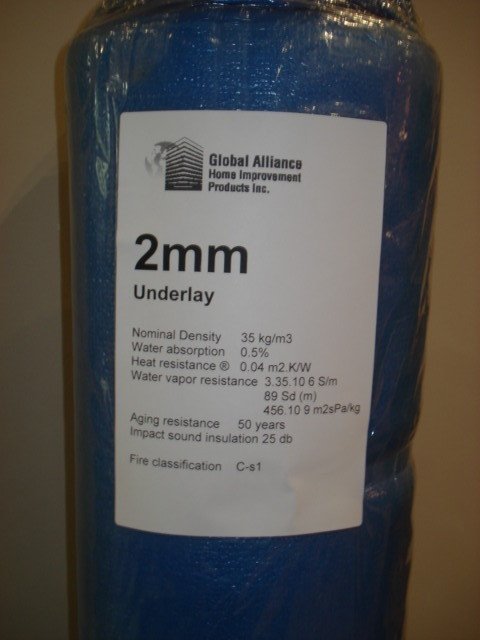 Global Alliance
Home Improvement
Products Inc.
2mm
Underlay
Nominal Density 35 kg/m3
Water absorption 0.5%
Heat resistance ® 0.04 m2.K/W
Water vapor resistance 3.35.10 6 S/m
89 Sd (m)
456.10 9 m2sPa/kg
Aging resistance 50 years
Impact sound insulation 25 db
Fire classification C-s1